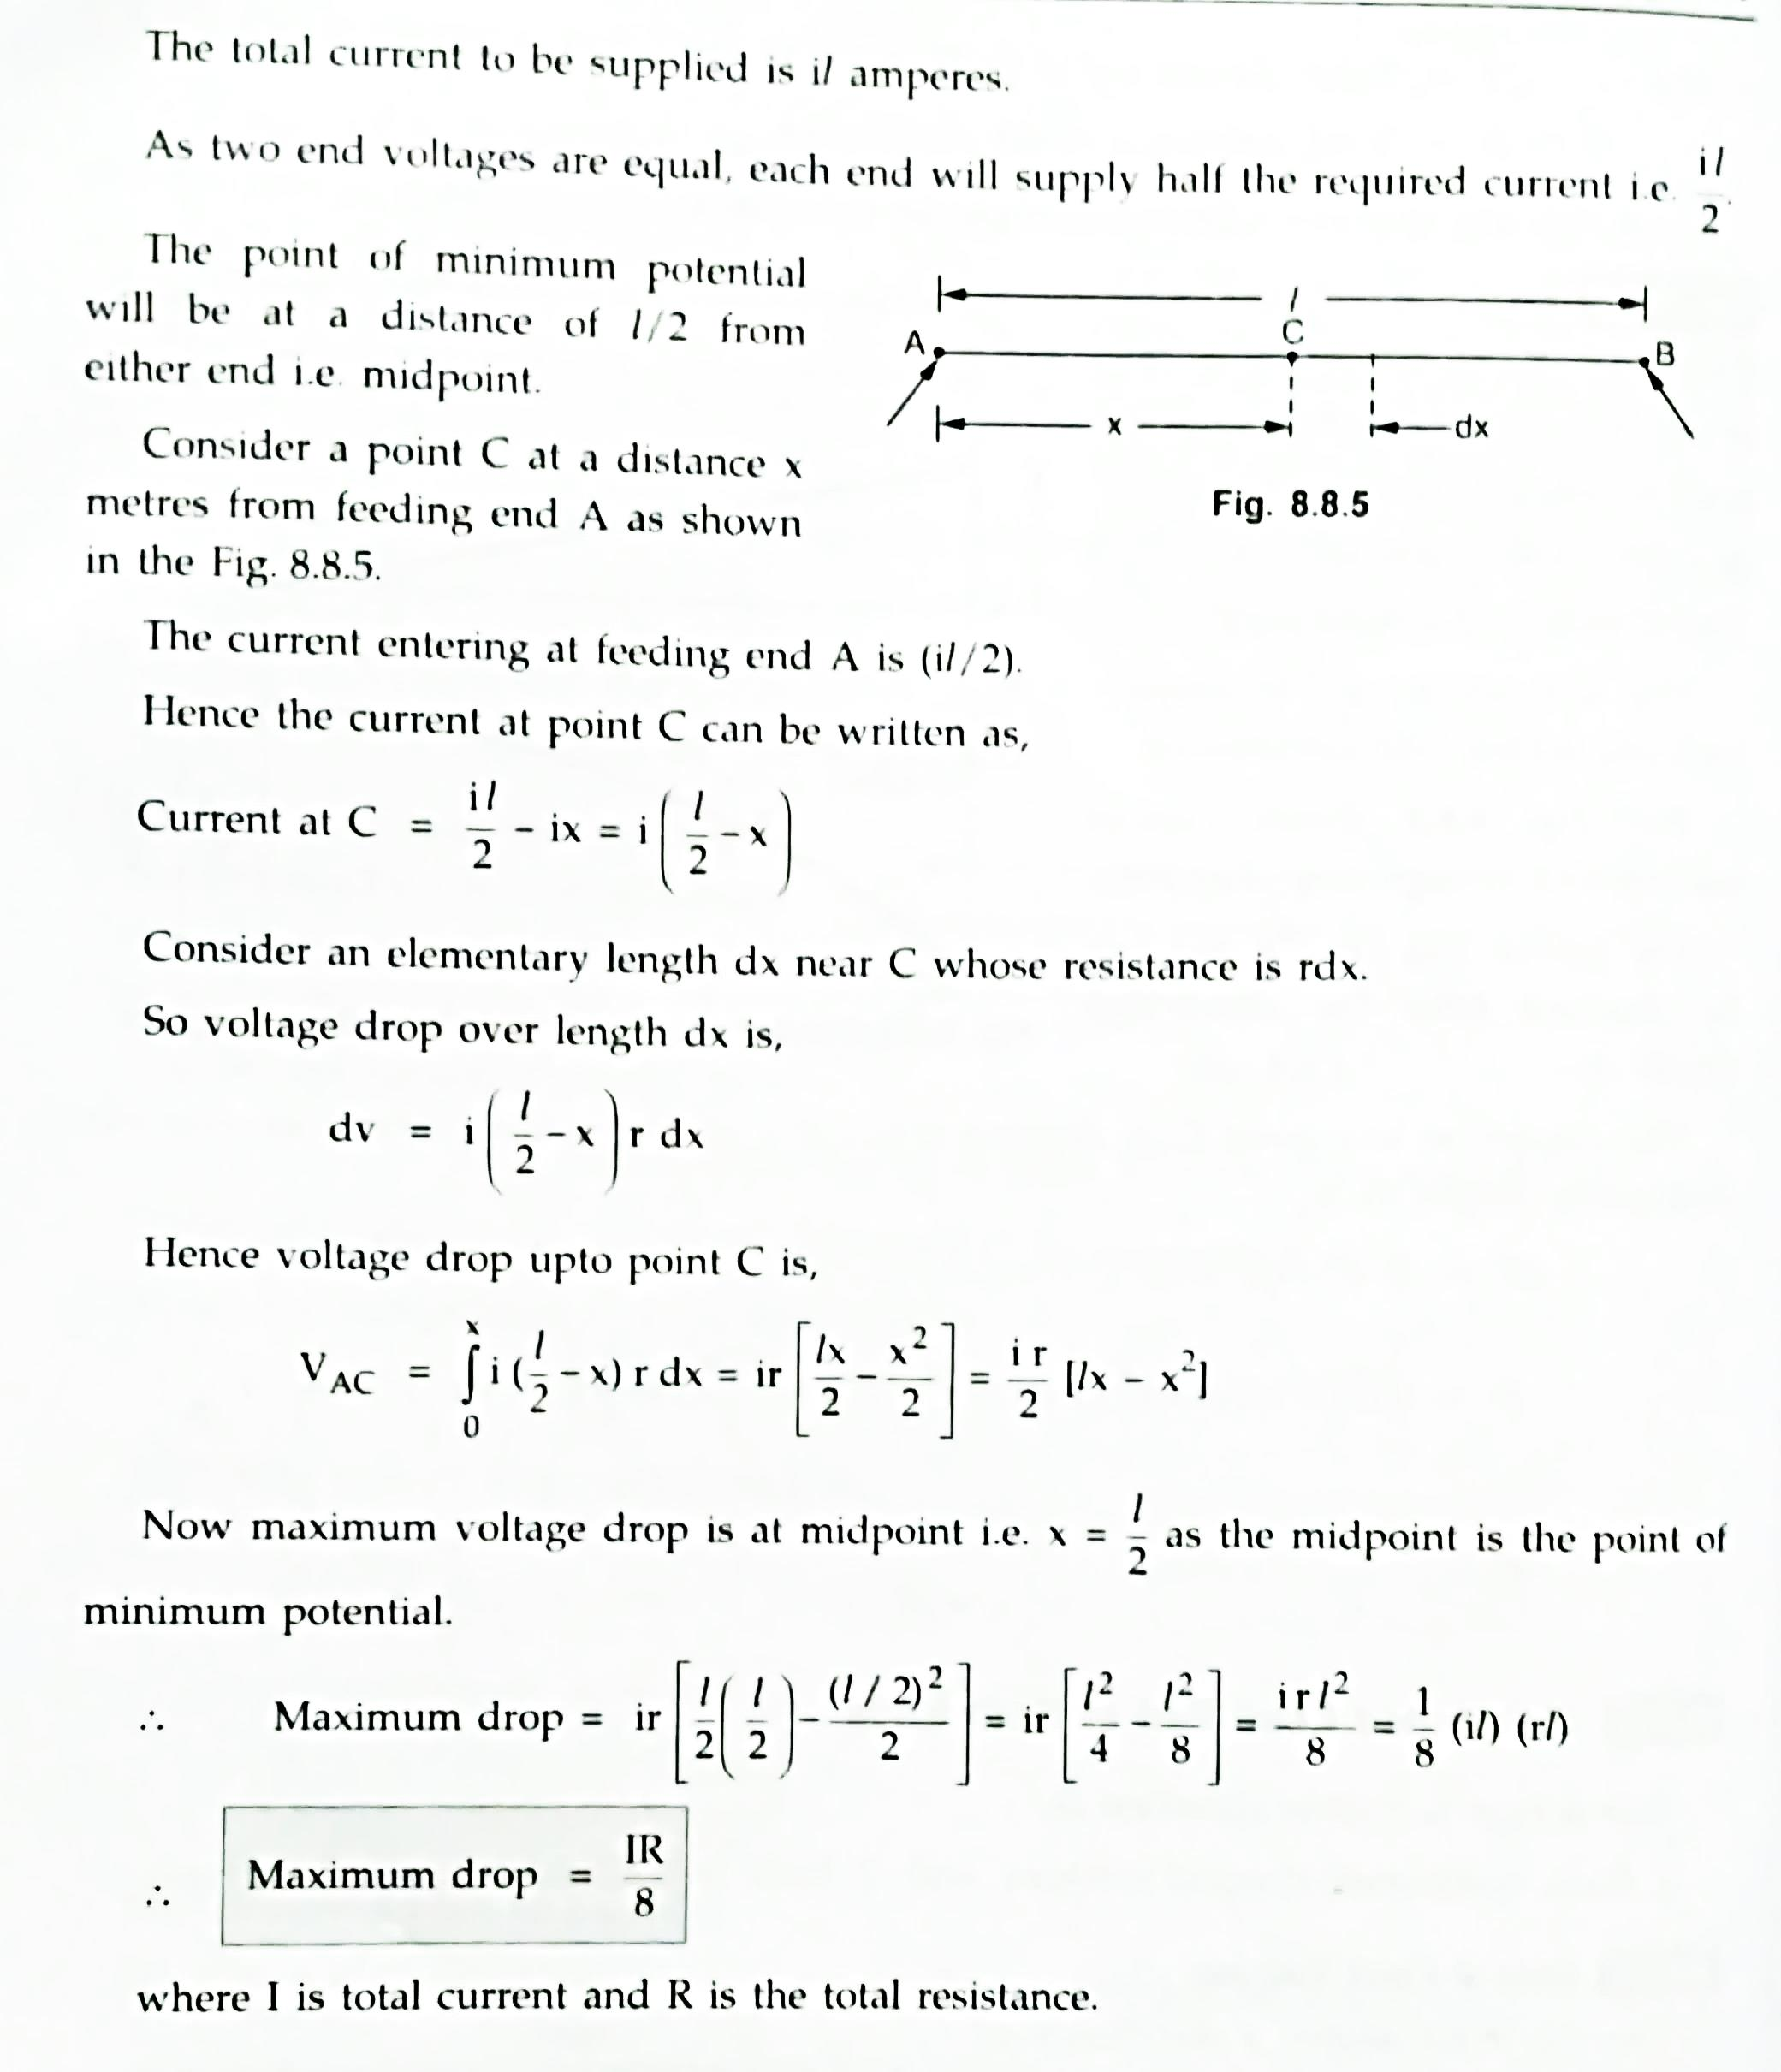 The total current to be supplied is il amperes.
As two end voltages are equal, each end will supply half the required current i.e. il/2.
The point of minimum potential
will be at a distance of l/2 from
either end i.e. midpoint.
Consider a point C at a distance x
metres from feeding end A as shown
in the Fig. 8.8.5.
l
C
A
B
x
dx
Fig. 8.8.5
The current entering at feeding end A is (il/2).
Hence the current at point C can be written as,
Current at C = il/2 − ix = i(l/2 − x)
Consider an elementary length dx near C whose resistance is rdx.
So voltage drop over length dx is,
dv = i(l/2 − x) r dx
Hence voltage drop upto point C is,
V_AC = ∫₀ˣ i(l/2 − x) r dx = ir[lx/2 − x²/2] = ir/2 [lx − x²]
Now maximum voltage drop is at midpoint i.e. x = l/2 as the midpoint is the point of
minimum potential.
∴ Maximum drop = ir[l/2(l/2) − (l/2)²/2] = ir[l²/4 − l²/8] = irl²/8 = 1/8 (il) (rl)
∴ Maximum drop = IR/8
where I is total current and R is the total resistance.